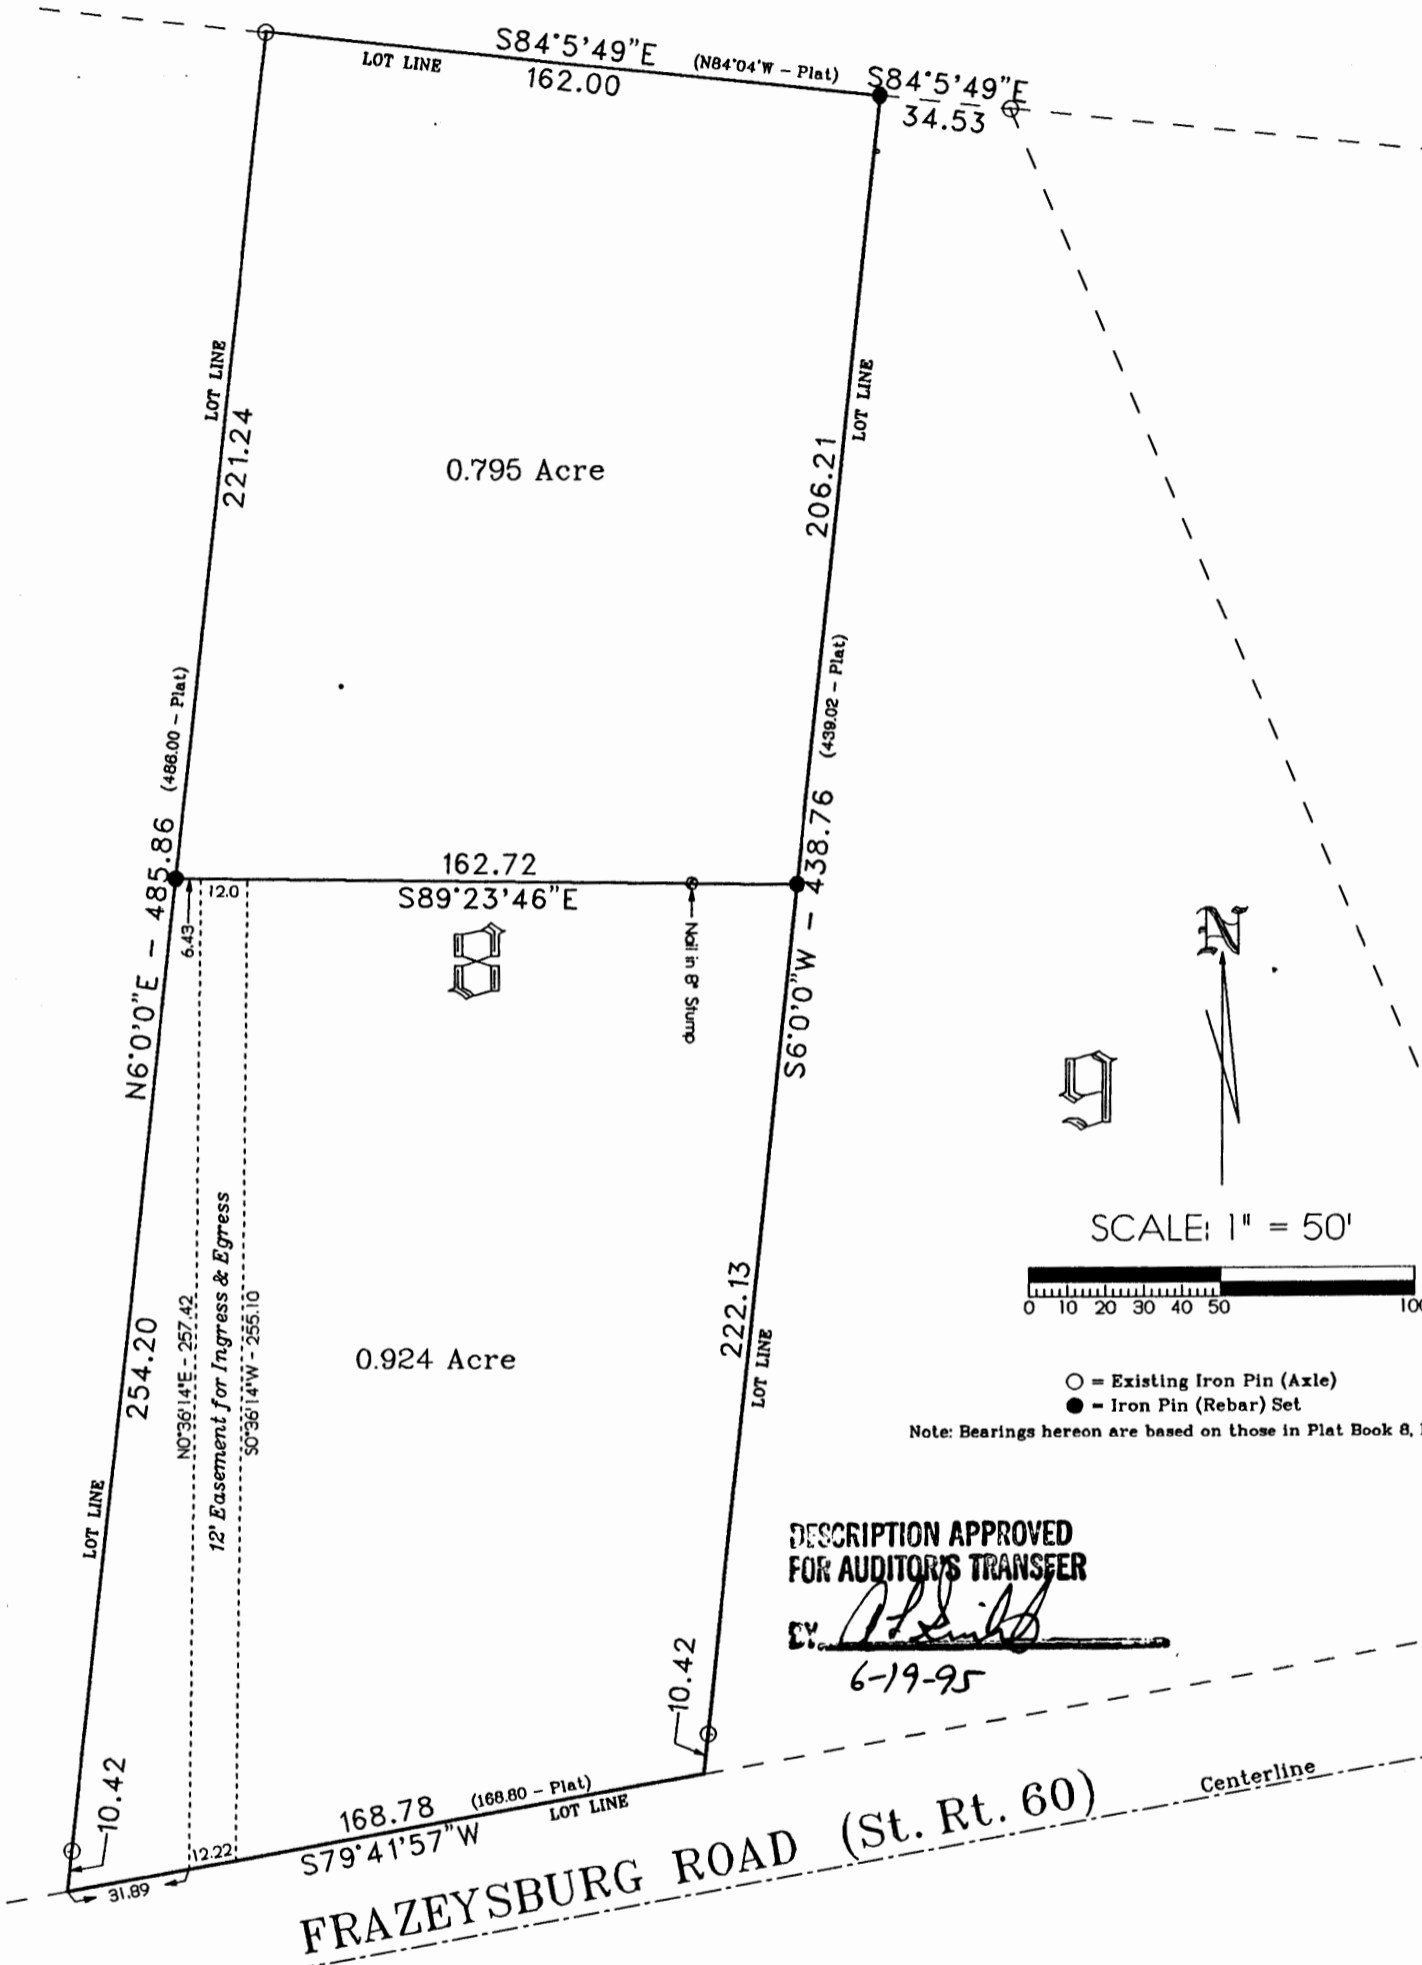 S84°5'49"E
LOT LINE
(N84°04'W - Plat)
162.00
S84°5'49"E
34.53
LOT LINE
221.24
0.795 Acre
206.21
LOT LINE
(486.00 - Plat)
(439.02 - Plat)
N6°0'0"E - 485.86
S6°0'0"W - 438.76
162.72
S89°23'46"E
12.0
6.43
8
Nail in 8" Stump
N
9
SCALE: 1" = 50'
0 10 20 30 40 50 100
254.20
N0°36'14"E - 257.42
12' Easement for Ingress & Egress
S0°36'14"W - 255.10
0.924 Acre
222.13
LOT LINE
LOT LINE
○ = Existing Iron Pin (Axle)
● = Iron Pin (Rebar) Set
Note: Bearings hereon are based on those in Plat Book 8,
DESCRIPTION APPROVED
FOR AUDITOR'S TRANSFER
BY
6-19-95
10.42
10.42
168.78
(168.80 - Plat)
LOT LINE
S79°41'57"W
12.22
31.89
FRAZEYSBURG ROAD (St. Rt. 60)
Centerline